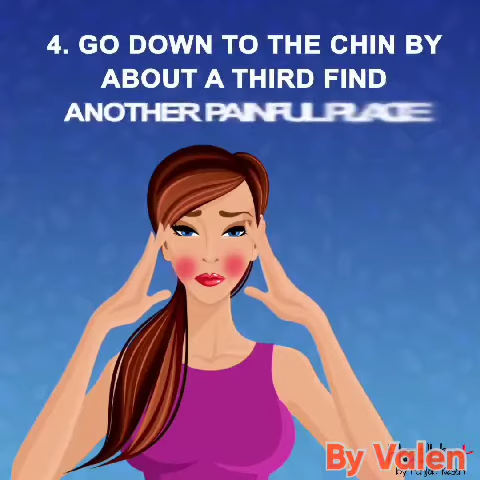 4. GO DOWN TO THE CHIN BY
ABOUT A THIRD FIND
ANOTHER PAINFUL PLACE
By Valen